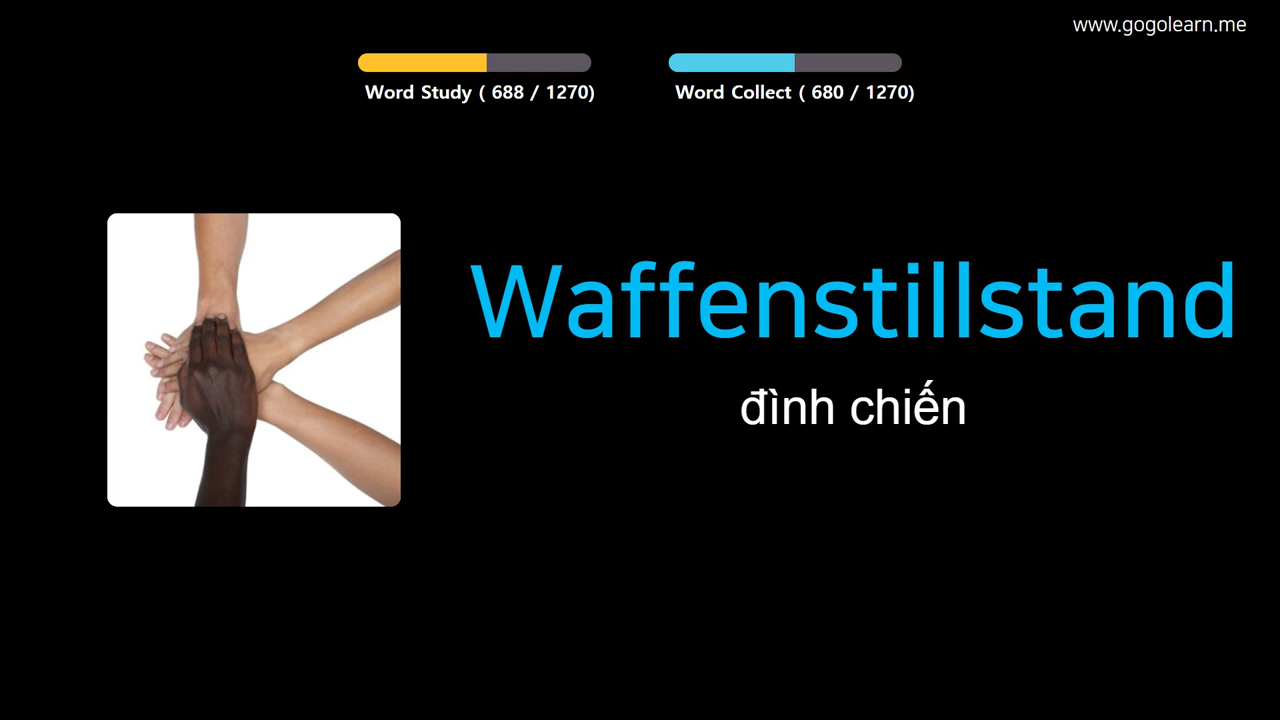 www.gogolearn.me
Word Study ( 688 / 1270)
Word Collect ( 680 / 1270)
Waffenstillstand
đình chiến